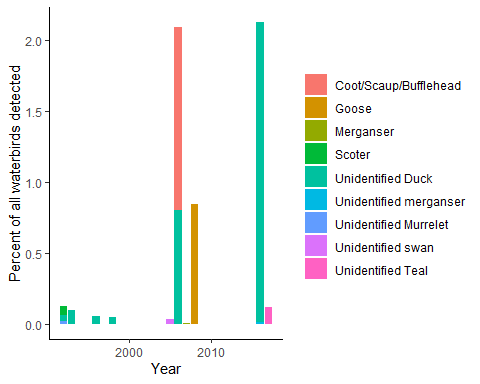 Percent of all waterbirds detected
2.0
1.5
1.0
0.5
0.0
2000
2010
Year
Coot/Scaup/Bufflehead
Goose
Merganser
Scoter
Unidentified Duck
Unidentified merganser
Unidentified Murrelet
Unidentified swan
Unidentified Teal